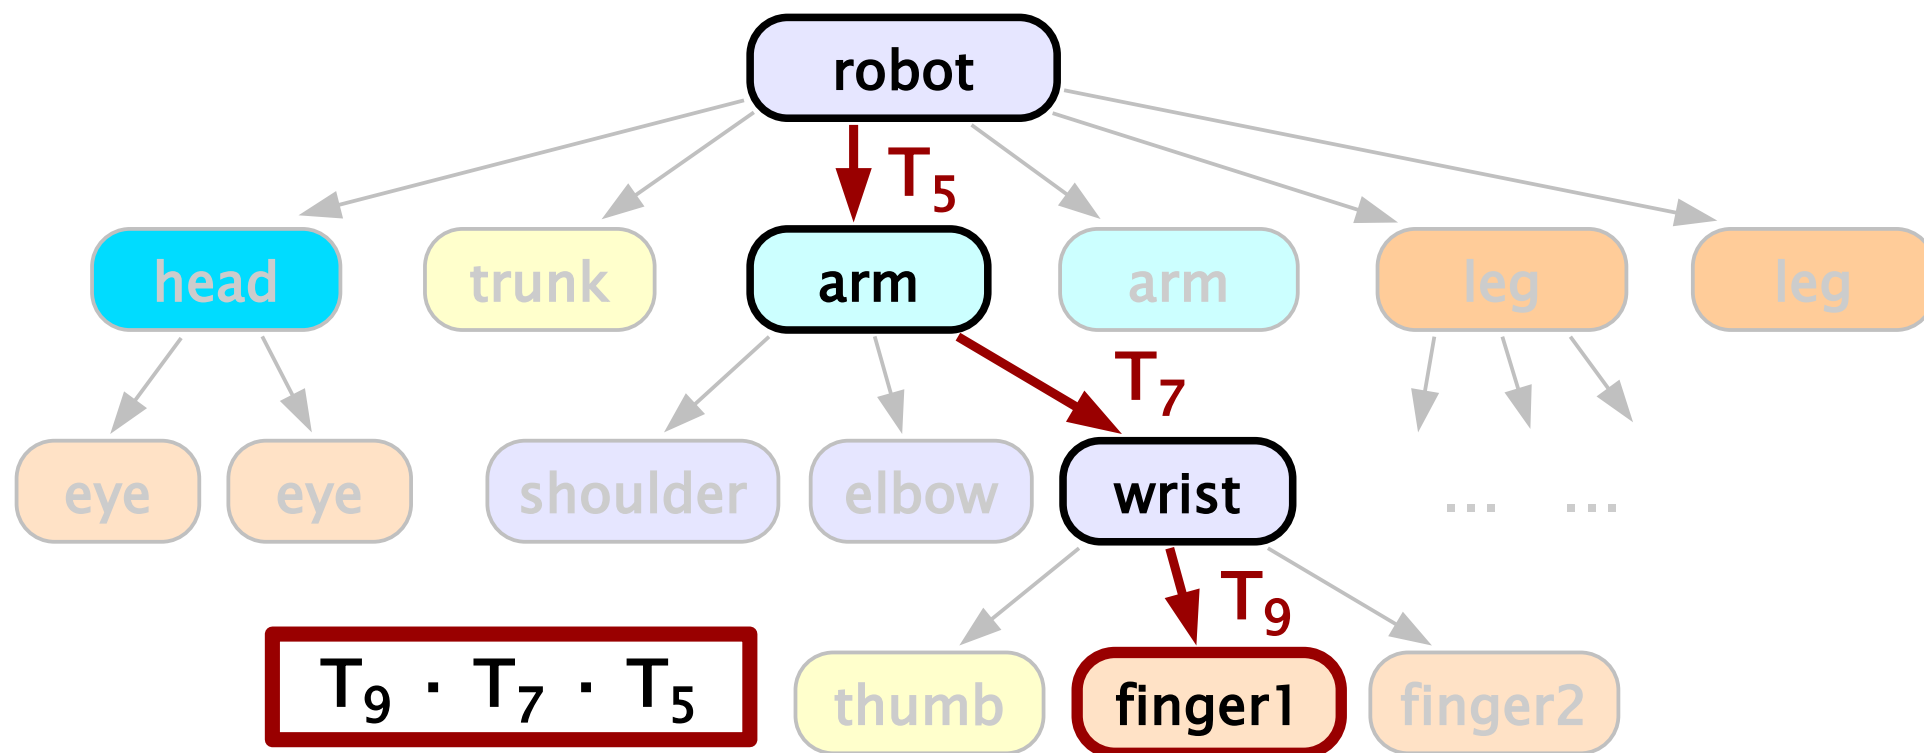 robot
T5
head trunk arm arm leg leg
T7
eye eye shoulder elbow wrist ... ...
T9
T9 · T7 · T5
thumb finger1 finger2